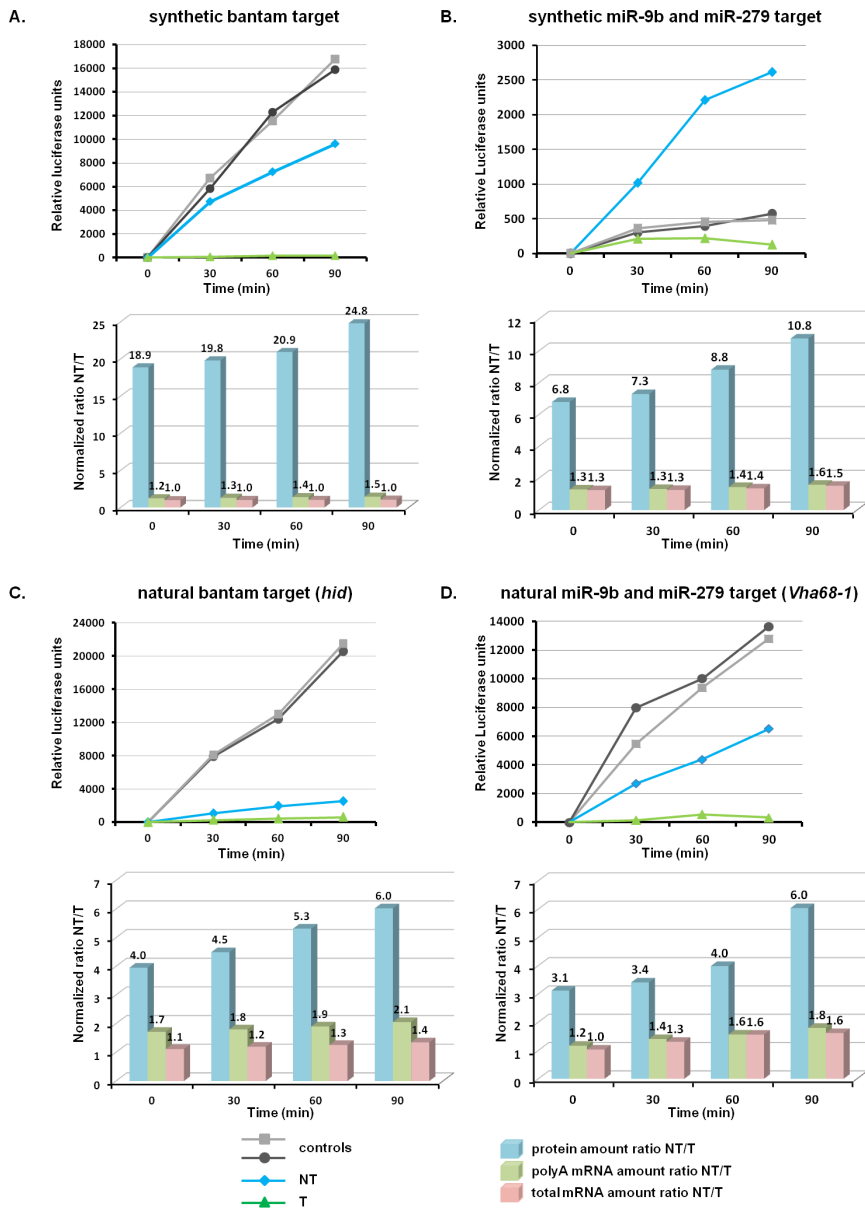 A.
synthetic bantam target
Relative luciferase units
18000
16000
14000
12000
10000
8000
6000
4000
2000
0
0 30 60 90
Time (min)
Normalized ratio NT/T
25
20
15
10
5
0
18.9 19.8 20.9 24.8
1.2 1.0 1.3 1.0 1.4 1.0 1.5 1.0
0 30 60 90
Time (min)
B.
synthetic miR-9b and miR-279 target
Relative Luciferase units
3000
2500
2000
1500
1000
500
0
0 30 60 90
Time (min)
Normalized ratio NT/T
12
10
8
6
4
2
0
6.8 7.3 8.8 10.8
1.3 1.3 1.3 1.3 1.4 1.4 1.6 1.5
0 30 60 90
Time (min)
C.
natural bantam target (hid)
Relative luciferase units
24000
20000
16000
12000
8000
4000
0
0 30 60 90
Time (min)
Normalized ratio NT/T
7
6
5
4
3
2
1
0
4.0 4.5 5.3 6.0
1.7 1.1 1.8 1.2 1.9 1.3 2.1 1.4
0 30 60 90
Time (min)
D.
natural miR-9b and miR-279 target (Vha68-1)
Relative Luciferase units
14000
12000
10000
8000
6000
4000
2000
0
0 30 60 90
Time (min)
Normalized ratio NT/T
7
6
5
4
3
2
1
0
3.1 3.4 4.0 6.0
1.2 1.0 1.4 1.3 1.6 1.6 1.8 1.6
0 30 60 90
Time (min)
controls
NT
T
protein amount ratio NT/T
polyA mRNA amount ratio NT/T
total mRNA amount ratio NT/T